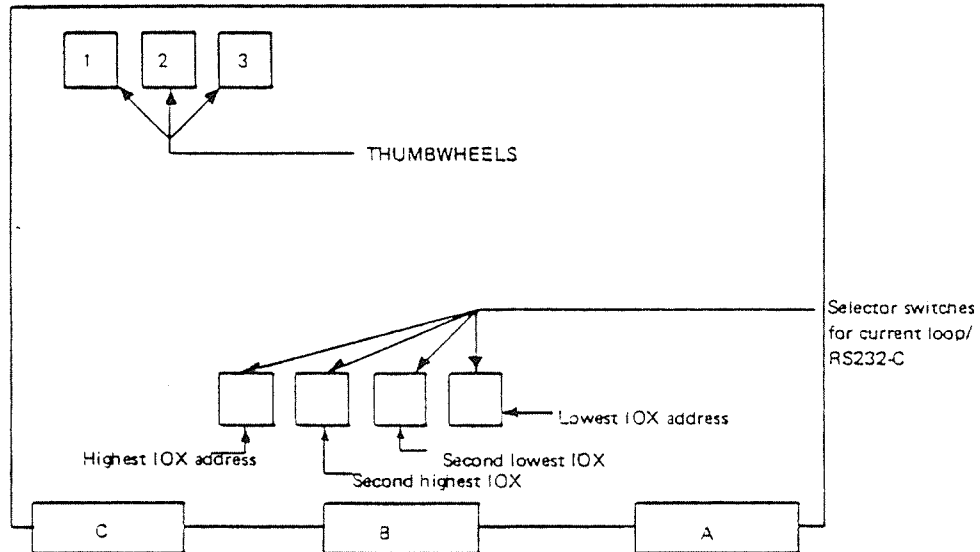 1 2 3
THUMBWHEELS
Selector switches
for current loop/
RS232-C
Lowest IOX address
Highest IOX address
Second lowest IOX
Second highest IOX
C B A